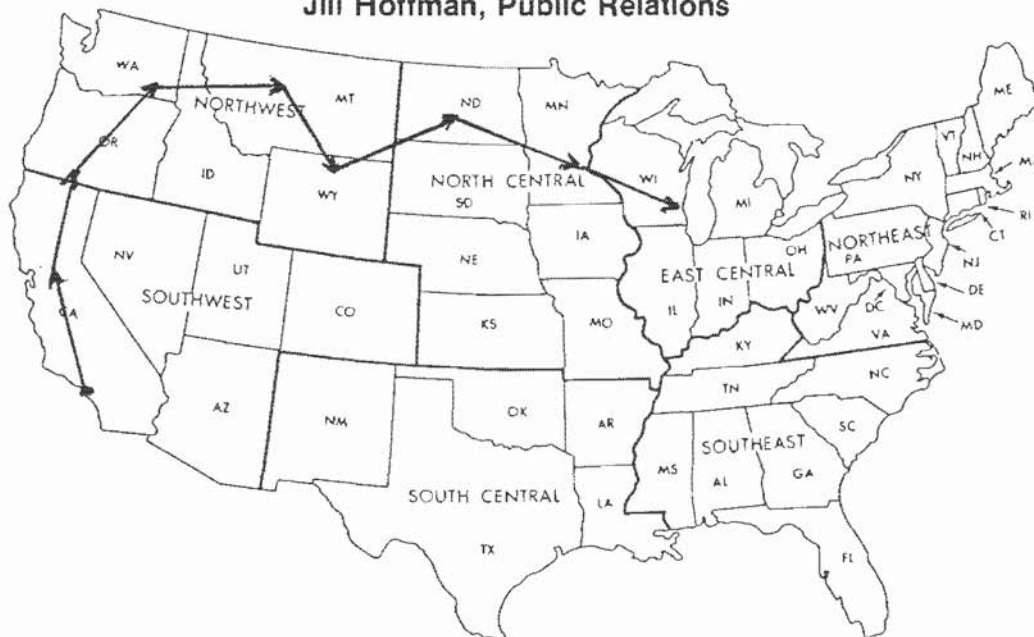 Jill Hoffman, Public Relations
WA
MT
ND
MN
ME
NORTHWEST
OR
VT
NH
ID
WY
NORTH CENTRAL
SD
WI
MI
NY
RI
CT
IA
NV
UT
NE
OH
NORTHEAST
PA
NJ
SOUTHWEST
EAST CENTRAL
CA
CO
IL
IN
WV
DC
DE
MD
KS
MO
VA
KY
NC
TN
AZ
NM
OK
AR
SC
SOUTHEAST
MS
AL
GA
SOUTH CENTRAL
LA
TX
FL